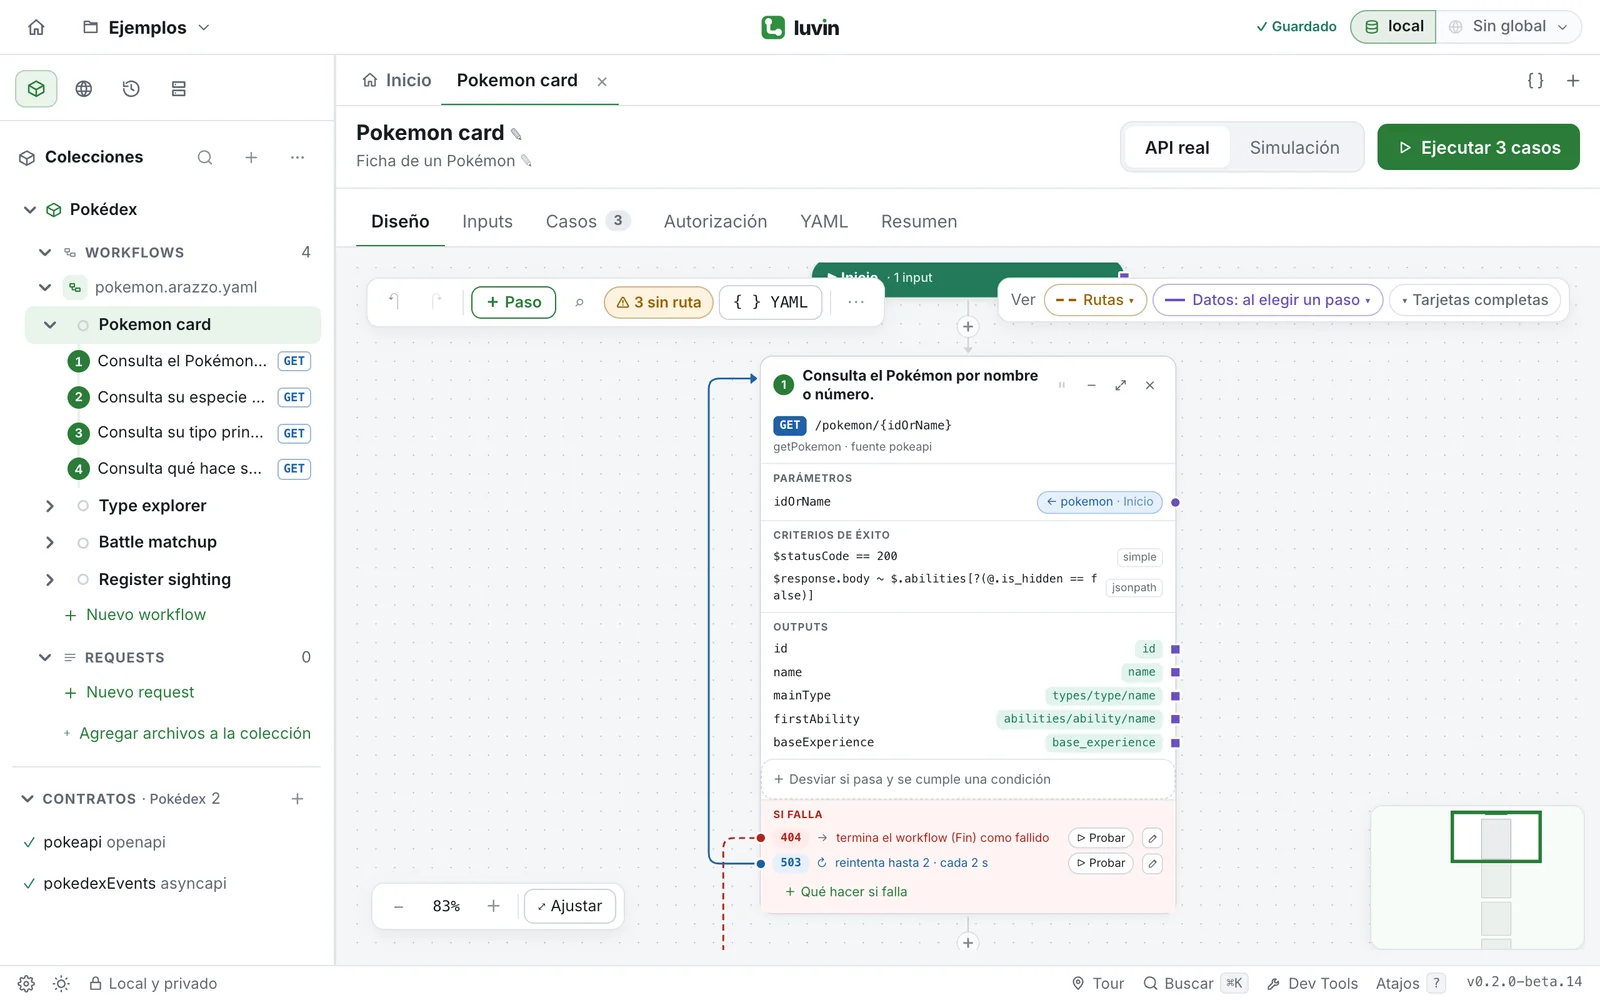 Ejemplos
luvin
Guardado
local
Sin global
Inicio
Pokemon card
{ }
Colecciones
Pokemon card
Ficha de un Pokémon
API real
Simulación
Ejecutar 3 casos
Pokédex
Diseño
Inputs
Casos 3
Autorización
YAML
Resumen
WORKFLOWS 4
pokemon.arazzo.yaml
Pokemon card
1 Consulta el Pokémon... GET
2 Consulta su especie ... GET
3 Consulta su tipo prin... GET
4 Consulta qué hace s... GET
Type explorer
Battle matchup
Register sighting
+ Nuevo workflow
REQUESTS 0
+ Nuevo request
+ Agregar archivos a la colección
CONTRATOS · Pokédex 2
pokeapi openapi
pokedexEvents asyncapi
Inicio · 1 input
+ Paso
3 sin ruta
{ } YAML
Ver
Rutas
Datos: al elegir un paso
Tarjetas completas
1 Consulta el Pokémon por nombre
o número.
GET /pokemon/{idOrName}
getPokemon · fuente pokeapi
PARÁMETROS
idOrName ← pokemon · Inicio
CRITERIOS DE ÉXITO
$statusCode == 200 simple
$response.body ~ $.abilities[?(@.is_hidden == f
alse)] jsonpath
OUTPUTS
id id
name name
mainType types/type/name
firstAbility abilities/ability/name
baseExperience base_experience
+ Desviar si pasa y se cumple una condición
SI FALLA
404 → termina el workflow (Fin) como fallido Probar
503 ↻ reintenta hasta 2 · cada 2 s Probar
+ Qué hacer si falla
− 83% +
Ajustar
Local y privado
Tour
Buscar ⌘K
Dev Tools
Atajos ?
v0.2.0-beta.14